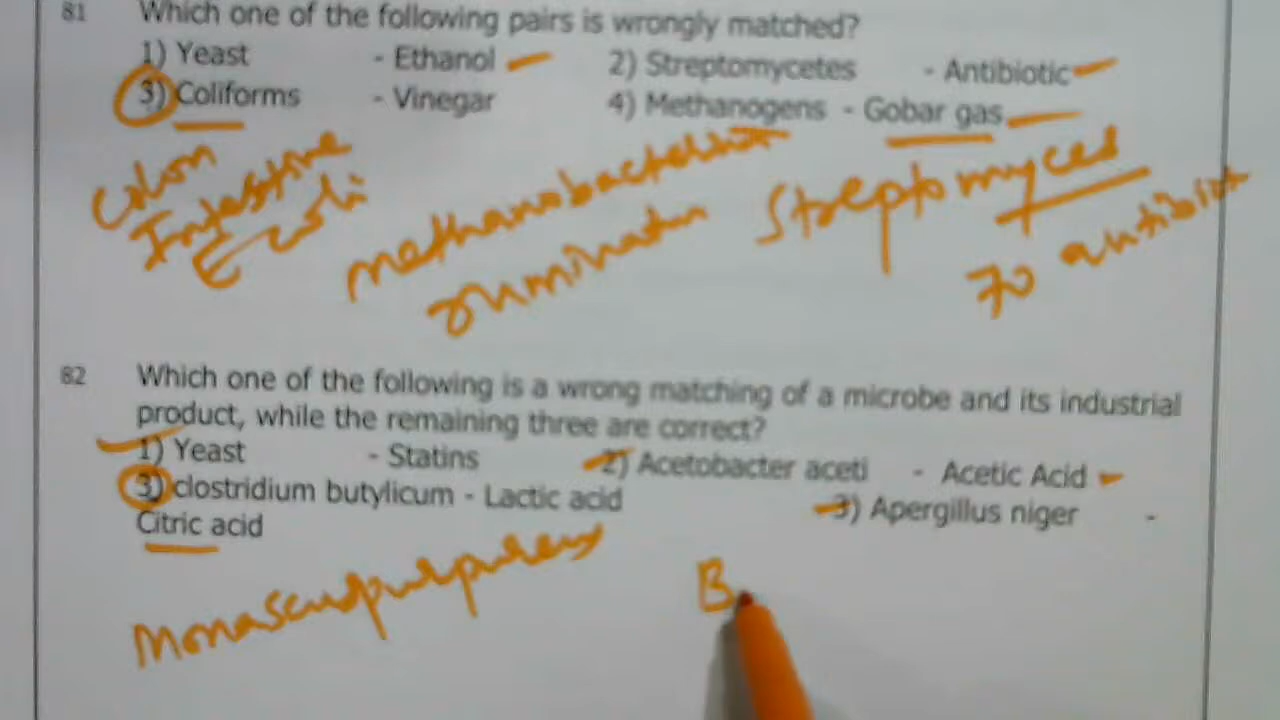 81 Which one of the following pairs is wrongly matched?
1) Yeast - Ethanol 2) Streptomycetes - Antibiotic
3) Coliforms - Vinegar 4) Methanogens - Gobar gas
Colon
Intestine
E coli
methanobacterium
ruminatum
Streptomyces
70 antibiot
82 Which one of the following is a wrong matching of a microbe and its industrial
product, while the remaining three are correct?
1) Yeast - Statins 2) Acetobacter aceti - Acetic Acid
3) clostridium butylicum - Lactic acid 3) Apergillus niger -
Citric acid
B